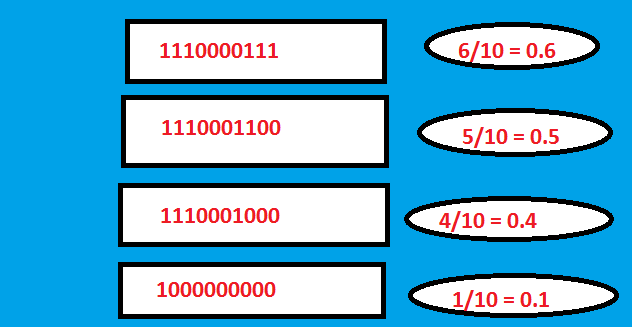 1110000111 6/10 = 0.6
1110001100 5/10 = 0.5
1110001000 4/10 = 0.4
1000000000 1/10 = 0.1